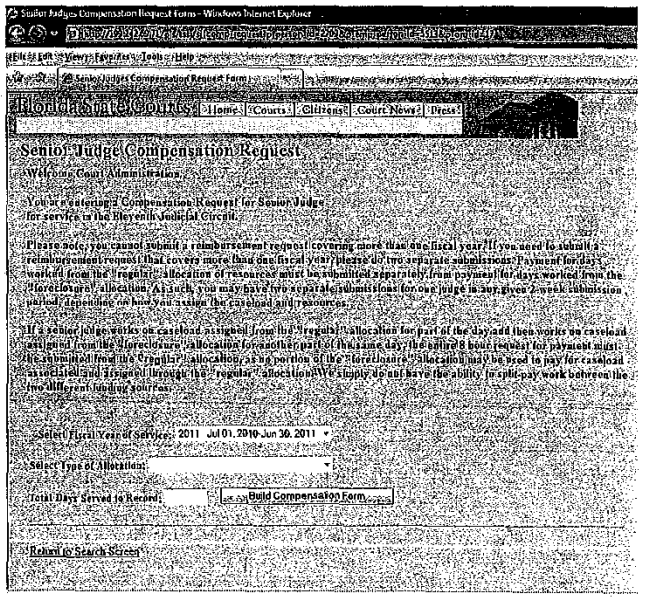 Senior Judges Compensation Request Form - Windows Internet Explorer
File Edit View Favorites Tools Help
Senior Judges Compensation Request Form
Florida State Courts Home Courts Citizens Court News Press
Senior Judge Compensation Request
Welcome Court Administration,
You are entering a Compensation Request for Senior Judge
for service in the Eleventh Judicial Circuit.
Please note, you cannot submit a reimbursement request covering more than one fiscal year. If you need to submit a
reimbursement request that covers more than one fiscal year, please do two separate submissions. Payment for days
worked from the "regular" allocation of resources must be submitted separately from payment for days worked from the
"foreclosure" allocation. As such, you may have two separate submissions for one judge in any given 2-week submission
period, depending on how you assign the caseload and resources.
If a senior judge works on caseload assigned from the "regular" allocation for part of the day and then works on caseload
assigned from the "foreclosure" allocation for another part of the same day, the entire 8 hour request for payment must
be submitted from the "regular" allocation, as no portion of the "foreclosure" allocation may be used to pay for caseload
associated and assigned through the "regular" allocation. We simply do not have the ability to split-pay work between the
two different funding sources.
Select Fiscal Year of Service: 2011 Jul 01, 2010-Jun 30, 2011
Select Type of Allocation:
Total Days Served to Record: Build Compensation Form
Return to Search Screen